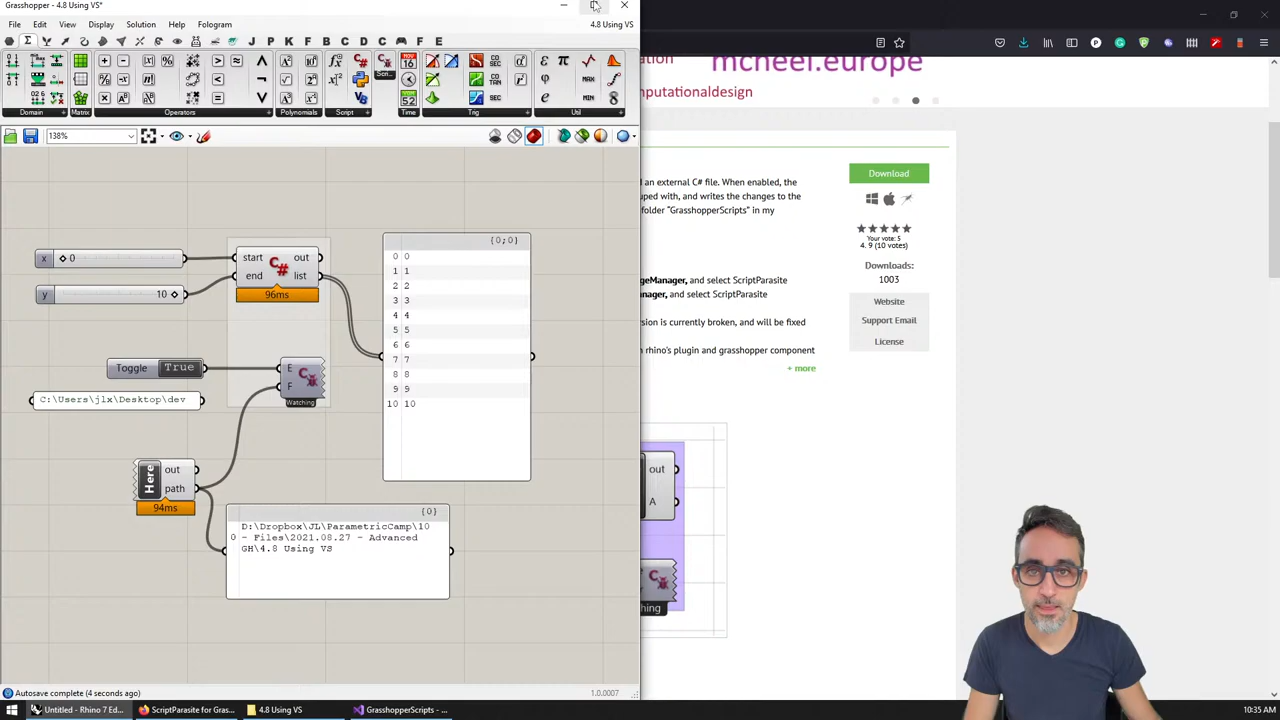 Grasshopper - 4.8 Using VS*
File Edit View Display Solution Help Fologram
4.8 Using VS
J P K F B C D C F E
Domain Matrix Operators Polynomials Script Time Trig Util
138%
x 0
y 10
start out
end list
96ms
Toggle True
E
F
Watching
C:\Users\jlx\Desktop\dev
Here out
path
94ms
{0;0}
0 0
1 1
2 2
3 3
4 4
5 5
6 6
7 7
8 8
9 9
10 10
{0}
D:\Dropbox\JL\ParametricCamp\10
0 - Files\2021.08.27 - Advanced
GH\4.8 Using VS
Autosave complete (4 seconds ago)
1.0.0007
mcneel.europe
nputationaldesign
d an external C# file. When enabled, the
uped with, and writes the changes to the
folder “GrasshopperScripts” in my
geManager, and select ScriptParasite
nager, and select ScriptParasite
rsion is currently broken, and will be fixed
n rhino's plugin and grasshopper component
+ more
Download
Your vote: 5
4. 9 (10 votes)
Downloads:
1003
Website
Support Email
License
out
A
hing
Untitled - Rhino 7 Ed...
ScriptParasite for Gras...
4.8 Using VS
GrasshopperScripts - ...
10:35 AM